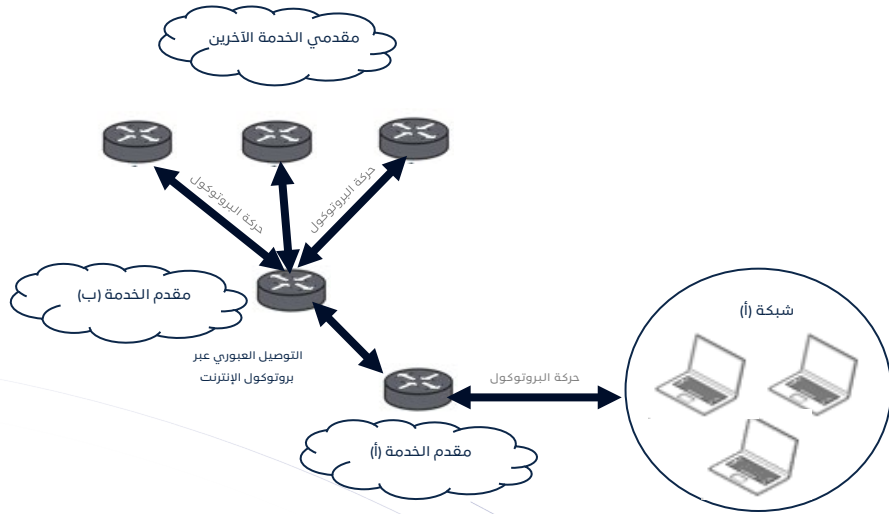 مقدمي الخدمة الآخرين
حركة البروتوكول
حركة البروتوكول
مقدم الخدمة (ب)
شبكة (أ)
التوصيل العبوري عبر
بروتوكول الإنترنت
حركة البروتوكول
مقدم الخدمة (أ)